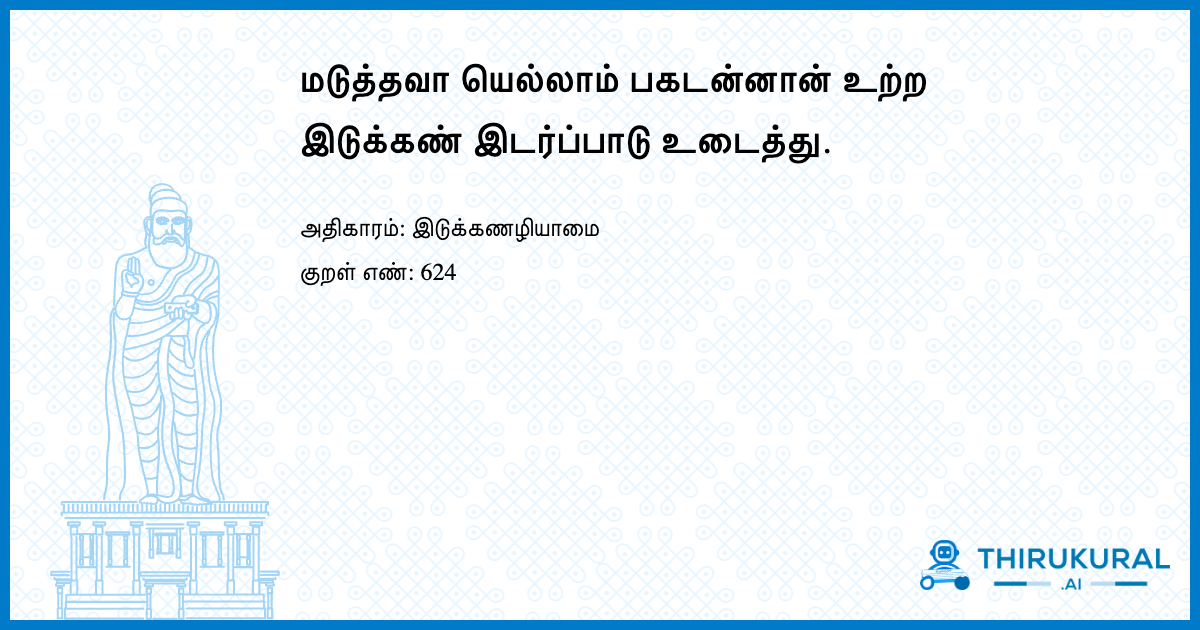 மடுத்தவா யெல்லாம் பகடன்னான் உற்ற
இடுக்கண் இடர்ப்பாடு உடைத்து.
அதிகாரம்: இடுக்கணழியாமை
குறள் எண்: 624
THIRUKURAL
.AI